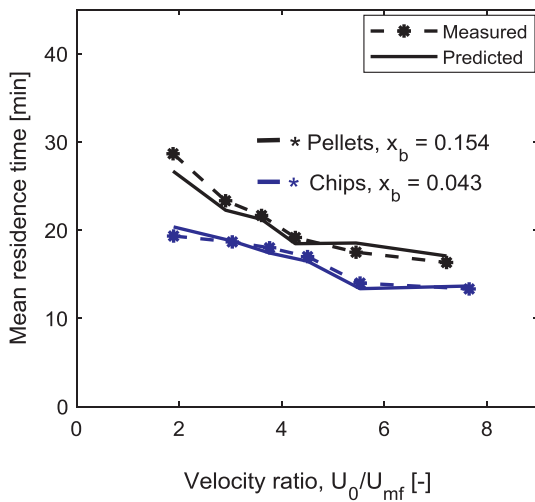 Measured
Predicted
* Pellets, x_b = 0.154
* Chips, x_b = 0.043
40
30
20
10
0
0 2 4 6 8
Mean residence time [min]
Velocity ratio, U_0/U_mf [-]